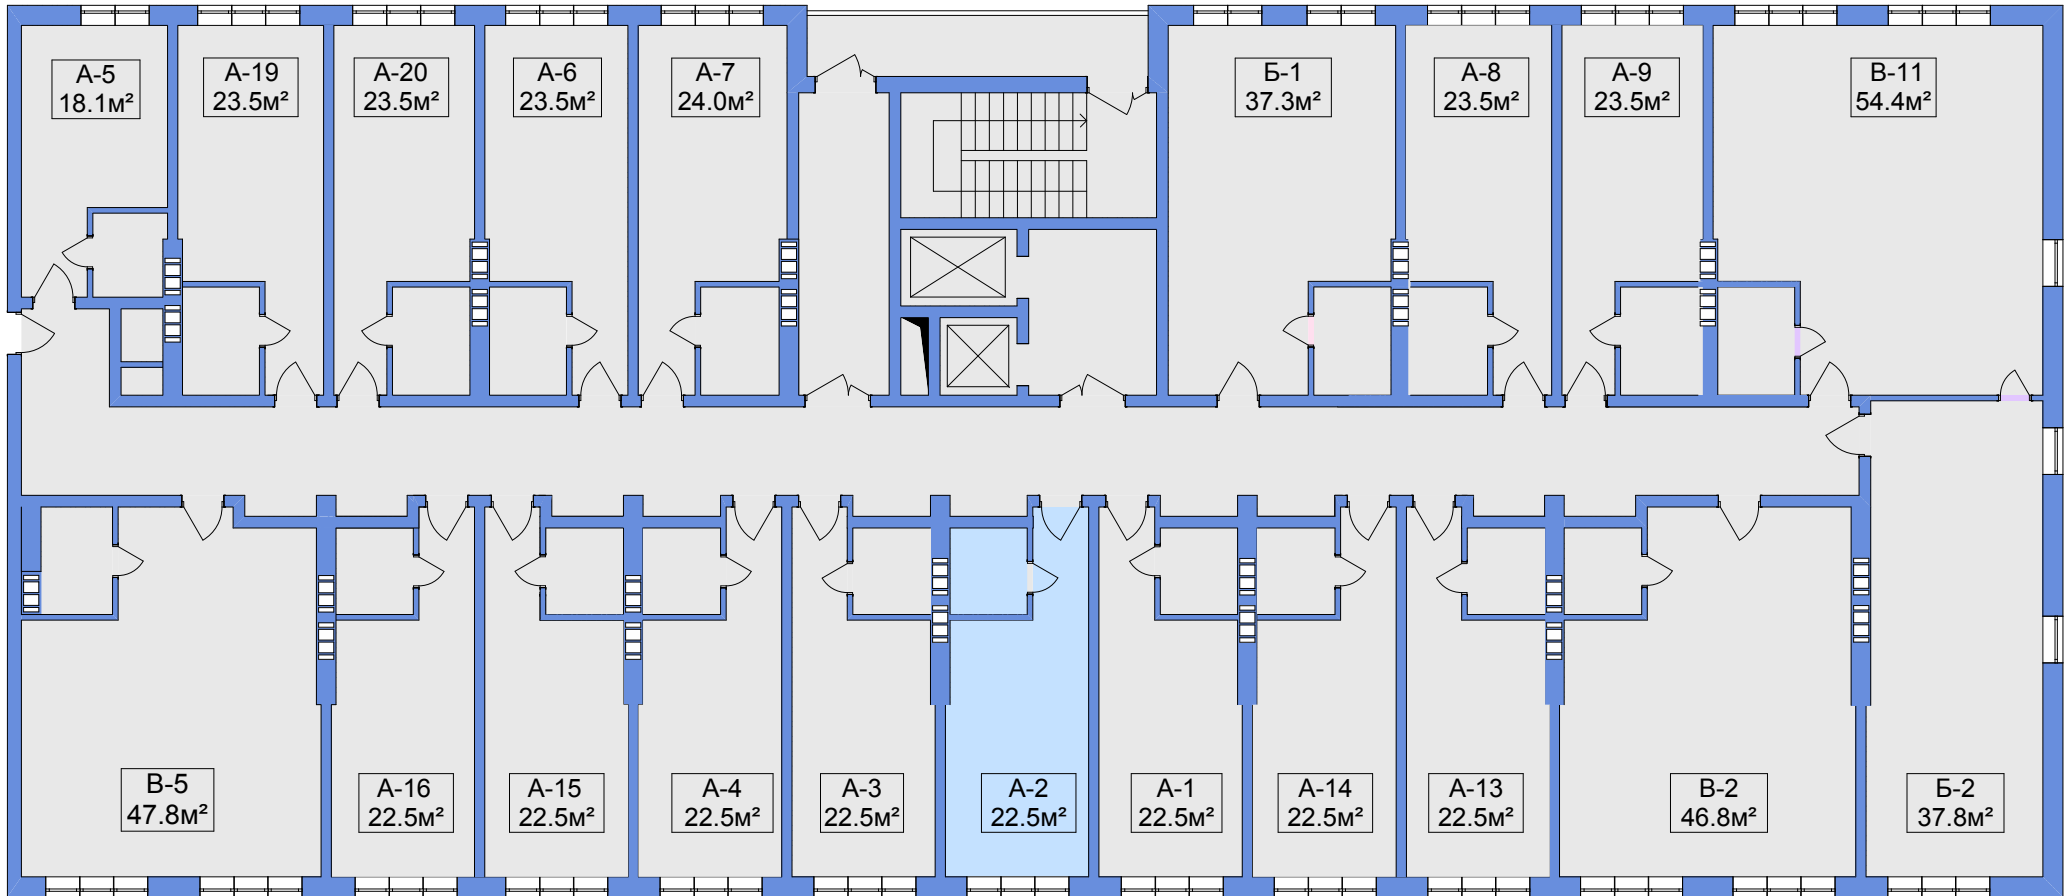 А-5
18.1м²
А-19
23.5м²
А-20
23.5м²
А-6
23.5м²
А-7
24.0м²
Б-1
37.3м²
А-8
23.5м²
А-9
23.5м²
В-11
54.4м²
В-5
47.8м²
А-16
22.5м²
А-15
22.5м²
А-4
22.5м²
А-3
22.5м²
А-2
22.5м²
А-1
22.5м²
А-14
22.5м²
А-13
22.5м²
В-2
46.8м²
Б-2
37.8м²